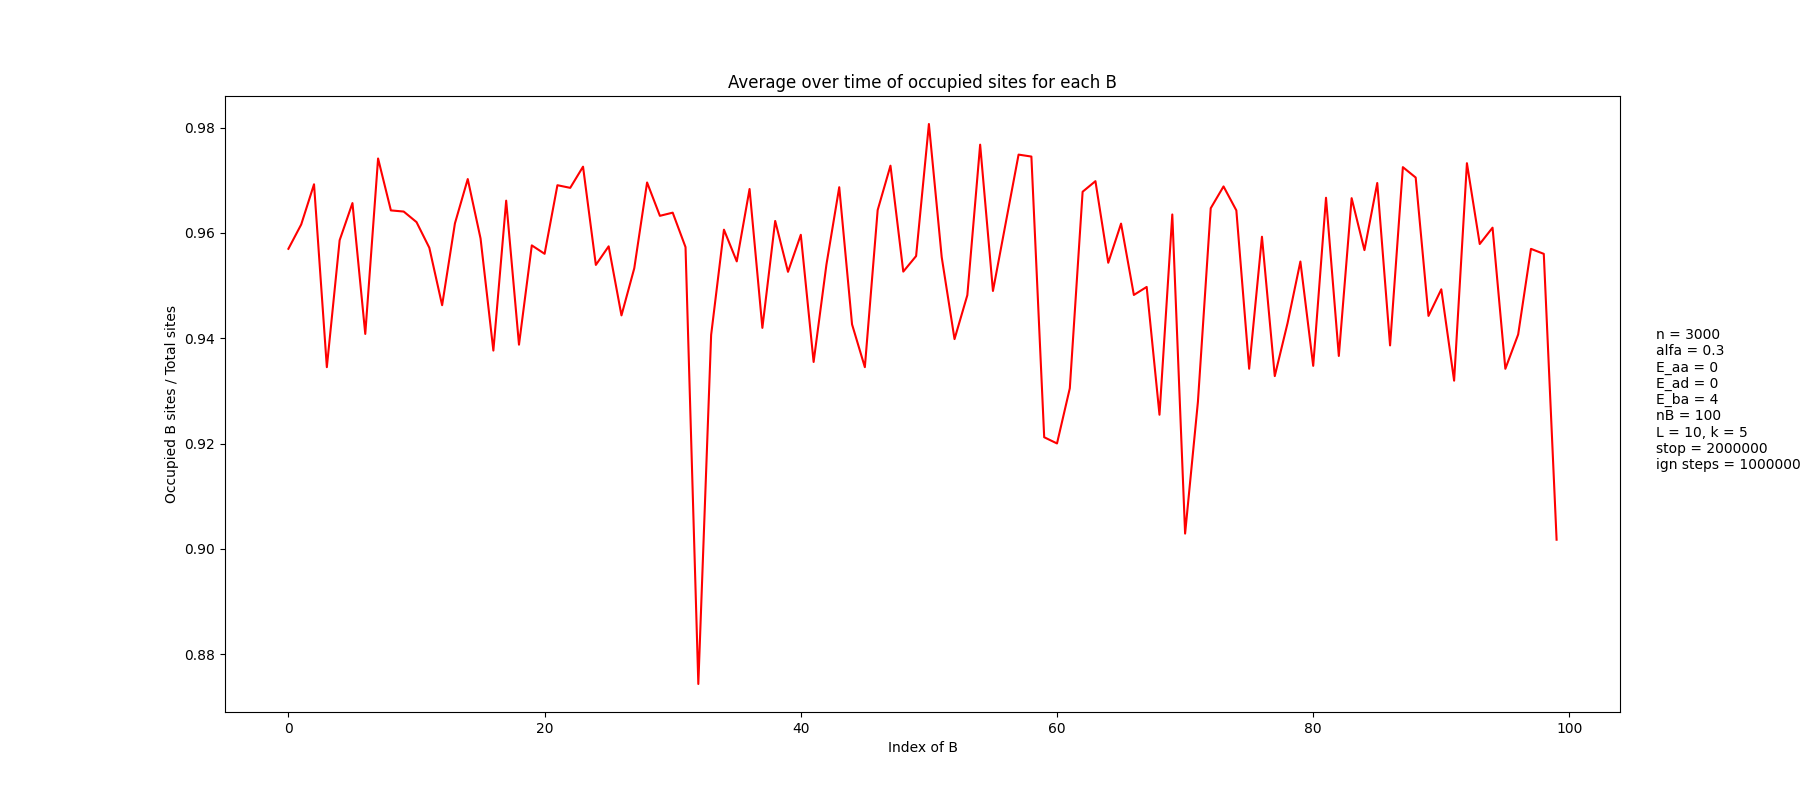 Average over time of occupied sites for each B
0.98
0.96
0.94
0.92
0.90
0.88
Occupied B sites / Total sites
0 20 40 60 80 100
Index of B
n = 3000
alfa = 0.3
E_aa = 0
E_ad = 0
E_ba = 4
nB = 100
L = 10, k = 5
stop = 2000000
ign steps = 1000000